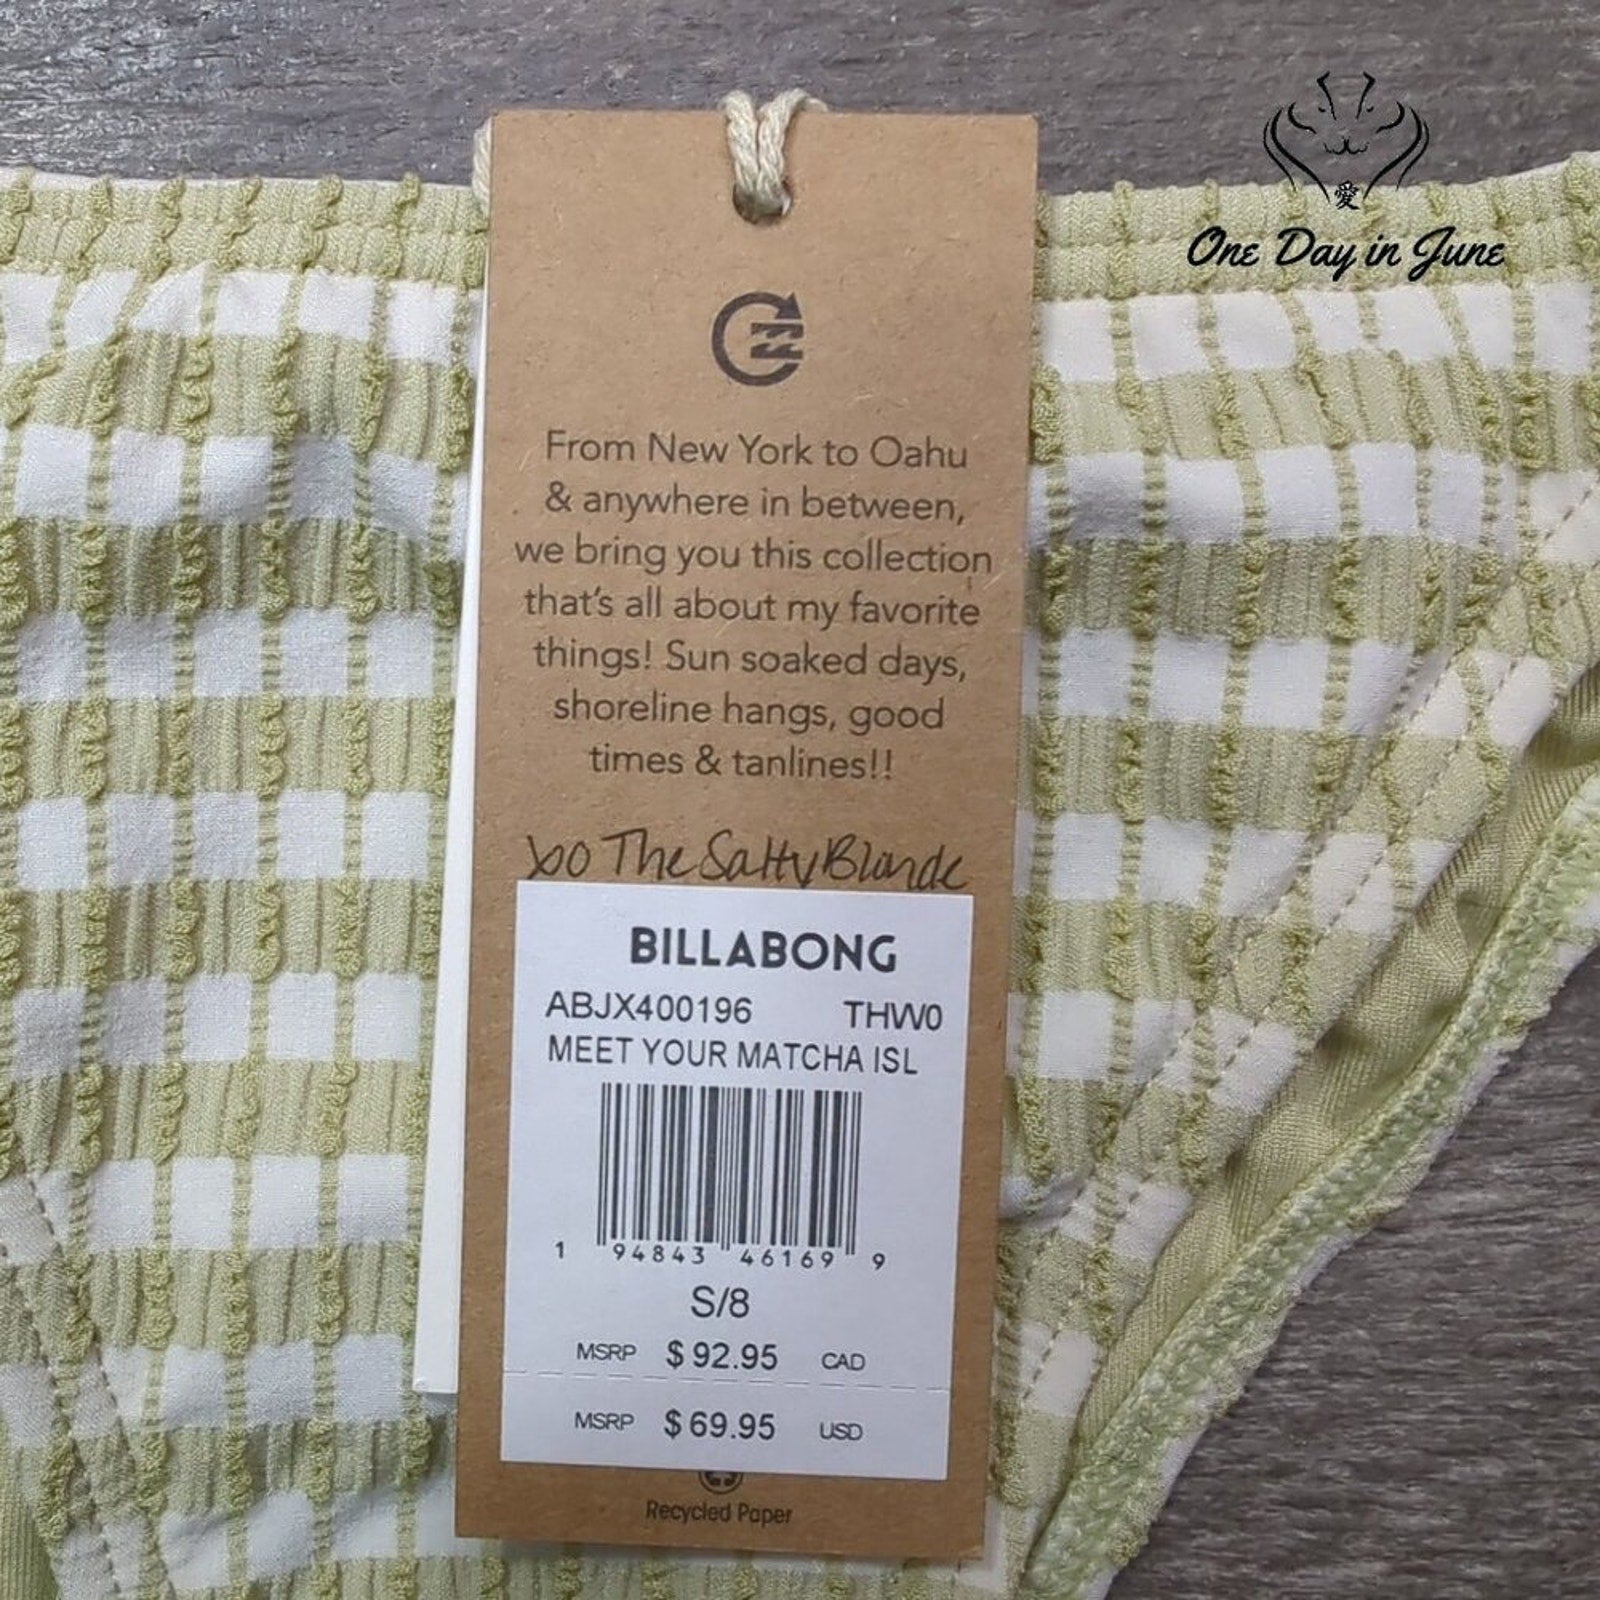 愛
One Day in June
From New York to Oahu
& anywhere in between,
we bring you this collection
that's all about my favorite
things! Sun soaked days,
shoreline hangs, good
times & tanlines!!
xo The Salty Blonde
BILLABONG
ABJX400196 THW0
MEET YOUR MATCHA ISL
1 94843 46169 9
S/8
MSRP $92.95 CAD
MSRP $69.95 USD
Recycled Paper